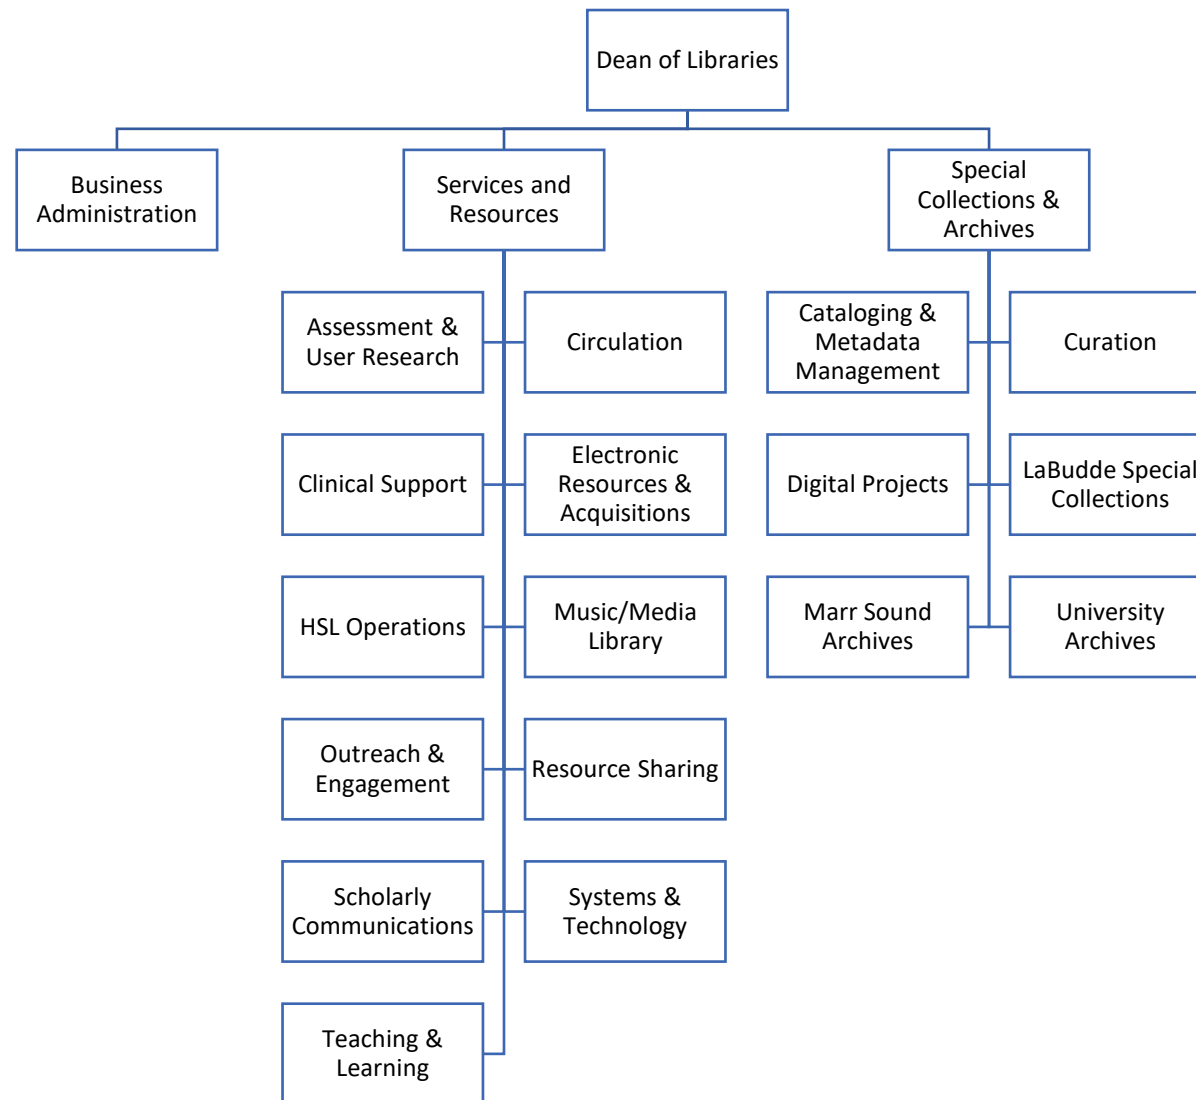 Dean of Libraries
Business
Administration
Services and
Resources
Special
Collections &
Archives
Assessment &
User Research
Circulation
Cataloging &
Metadata
Management
Curation
Clinical Support
Electronic
Resources &
Acquisitions
Digital Projects
LaBudde Special
Collections
HSL Operations
Music/Media
Library
Marr Sound
Archives
University
Archives
Outreach &
Engagement
Resource Sharing
Scholarly
Communications
Systems &
Technology
Teaching &
Learning